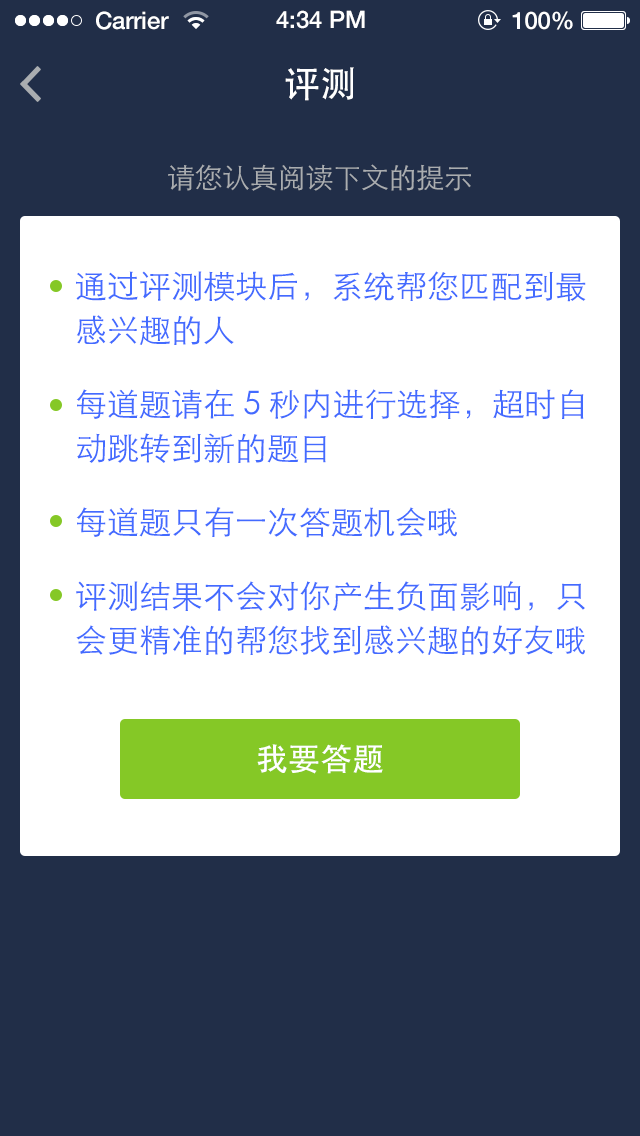 Carrier 4:34 PM 100%
评测
请您认真阅读下文的提示
通过评测模块后，系统帮您匹配到最
感兴趣的人
每道题请在 5 秒内进行选择，超时自
动跳转到新的题目
每道题只有一次答题机会哦
评测结果不会对你产生负面影响，只
会更精准的帮您找到感兴趣的好友哦
我要答题